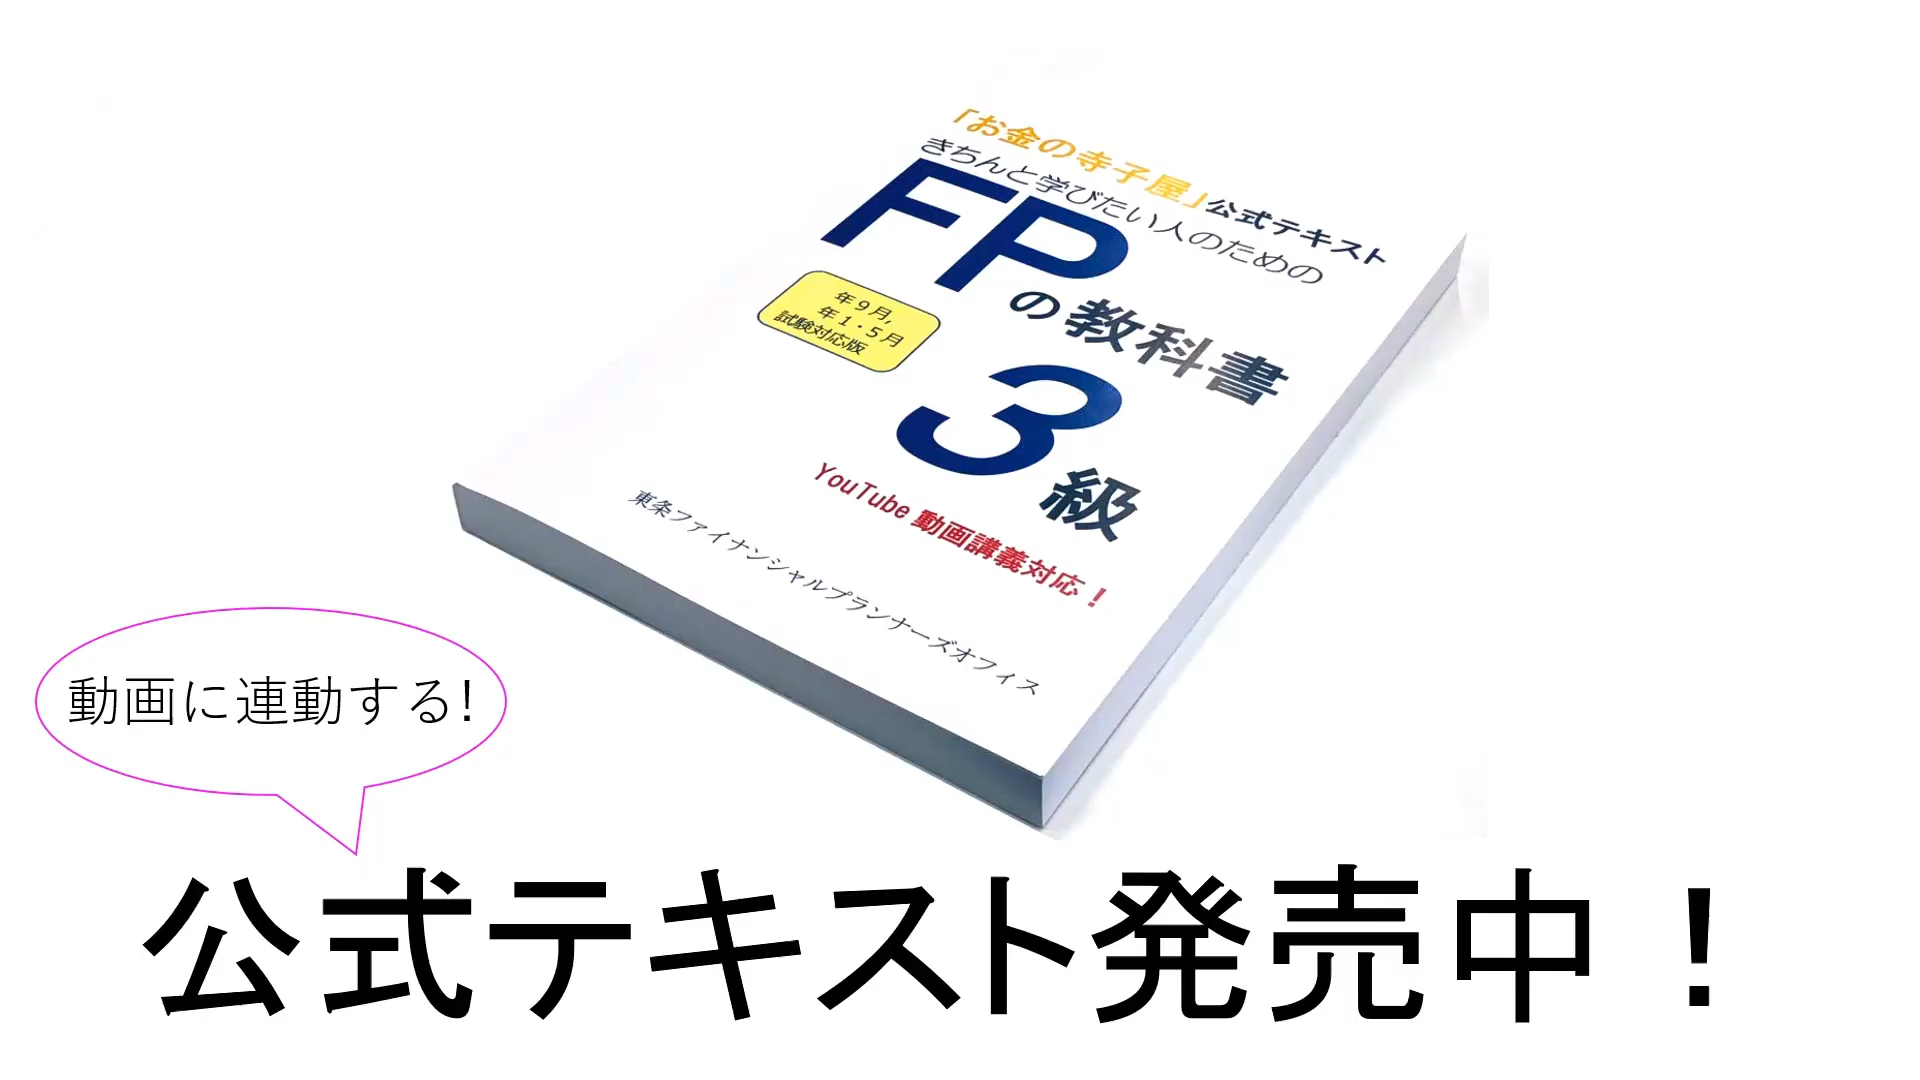 「お金の寺子屋」公式テキスト
きちんと学びたい人のための
FPの教科書
年9月,
年1・5月
試験対応版
3級
YouTube 動画講義対応！
東条ファイナンシャルプランナーズオフィス
動画に連動する!
公式テキスト発売中！